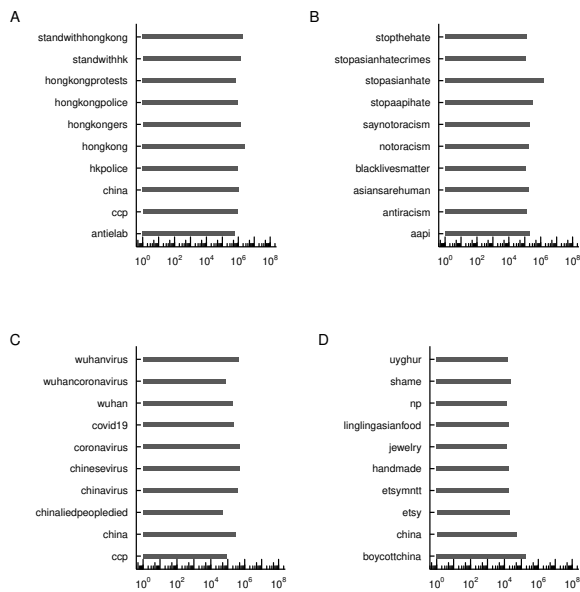 A
standwithhongkong
standwithhk
hongkongprotests
hongkongpolice
hongkongers
hongkong
hkpolice
china
ccp
antielab
10^0 10^2 10^4 10^6 10^8
B
stopthehate
stopasianhatecrimes
stopasianhate
stopaapihate
saynotoracism
notoracism
blacklivesmatter
asiansarehuman
antiracism
aapi
10^0 10^2 10^4 10^6 10^8
C
wuhanvirus
wuhancoronavirus
wuhan
covid19
coronavirus
chinesevirus
chinavirus
chinaliedpeopledied
china
ccp
10^0 10^2 10^4 10^6 10^8
D
uyghur
shame
np
linglingasianfood
jewelry
handmade
etsymntt
etsy
china
boycottchina
10^0 10^2 10^4 10^6 10^8